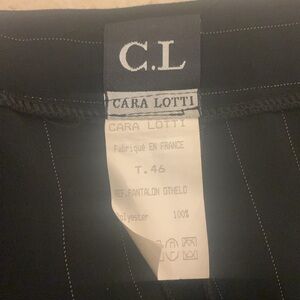 C.L
CARA LOTTI
CARA LOTTI
Fabriqué EN FRANCE
T.46
REF.PANTALON OTHELO
olyester 100%